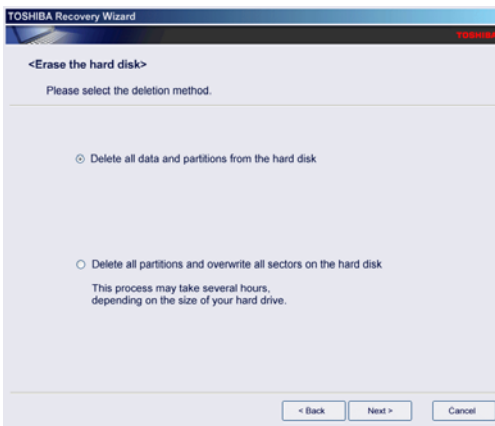 TOSHIBA Recovery Wizard
TOSHIBA
<Erase the hard disk>
Please select the deletion method.
Delete all data and partitions from the hard disk
Delete all partitions and overwrite all sectors on the hard disk
This process may take several hours,
depending on the size of your hard drive.
< Back
Next >
Cancel